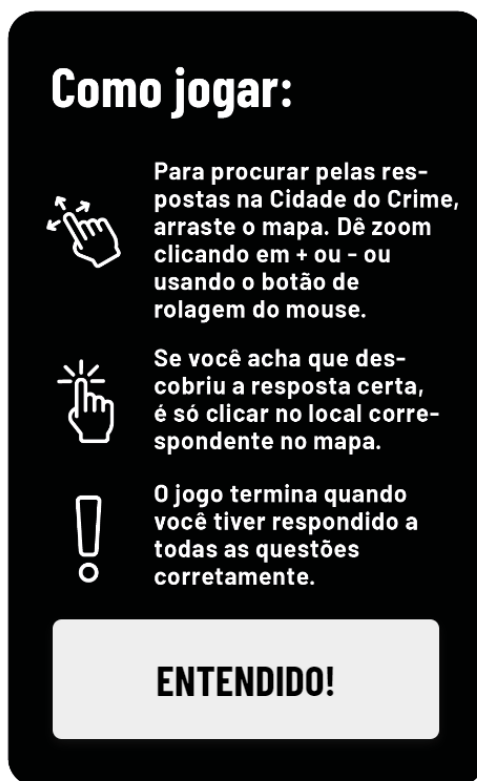 Como jogar:
Para procurar pelas res-
postas na Cidade do Crime,
arraste o mapa. Dê zoom
clicando em + ou - ou
usando o botão de
rolagem do mouse.
Se você acha que des-
cobriu a resposta certa,
é só clicar no local corre-
spondente no mapa.
O jogo termina quando
você tiver respondido a
todas as questões
corretamente.
ENTENDIDO!